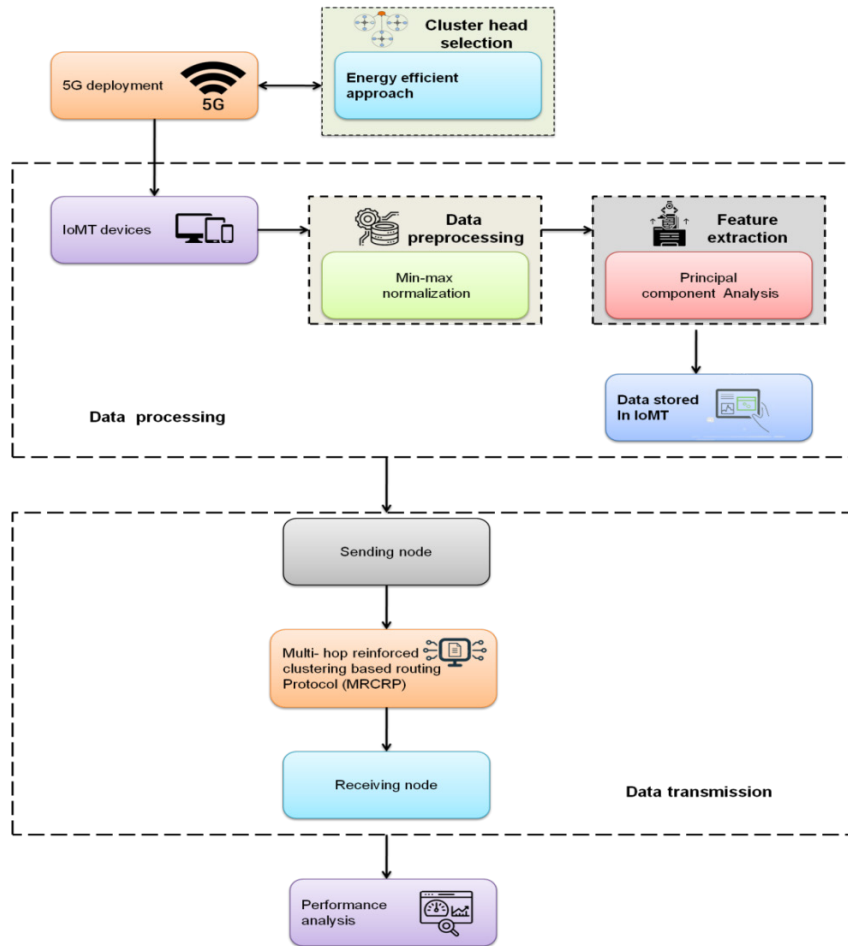 Cluster head
selection
5G deployment
5G
Energy efficient
approach
IoMT devices
Data
preprocessing
Min-max
normalization
Feature
extraction
Principal
component Analysis
Data stored
In IoMT
Data processing
Sending node
Multi- hop reinforced
clustering based routing
Protocol (MRCRP)
Receiving node
Data transmission
Performance
analysis